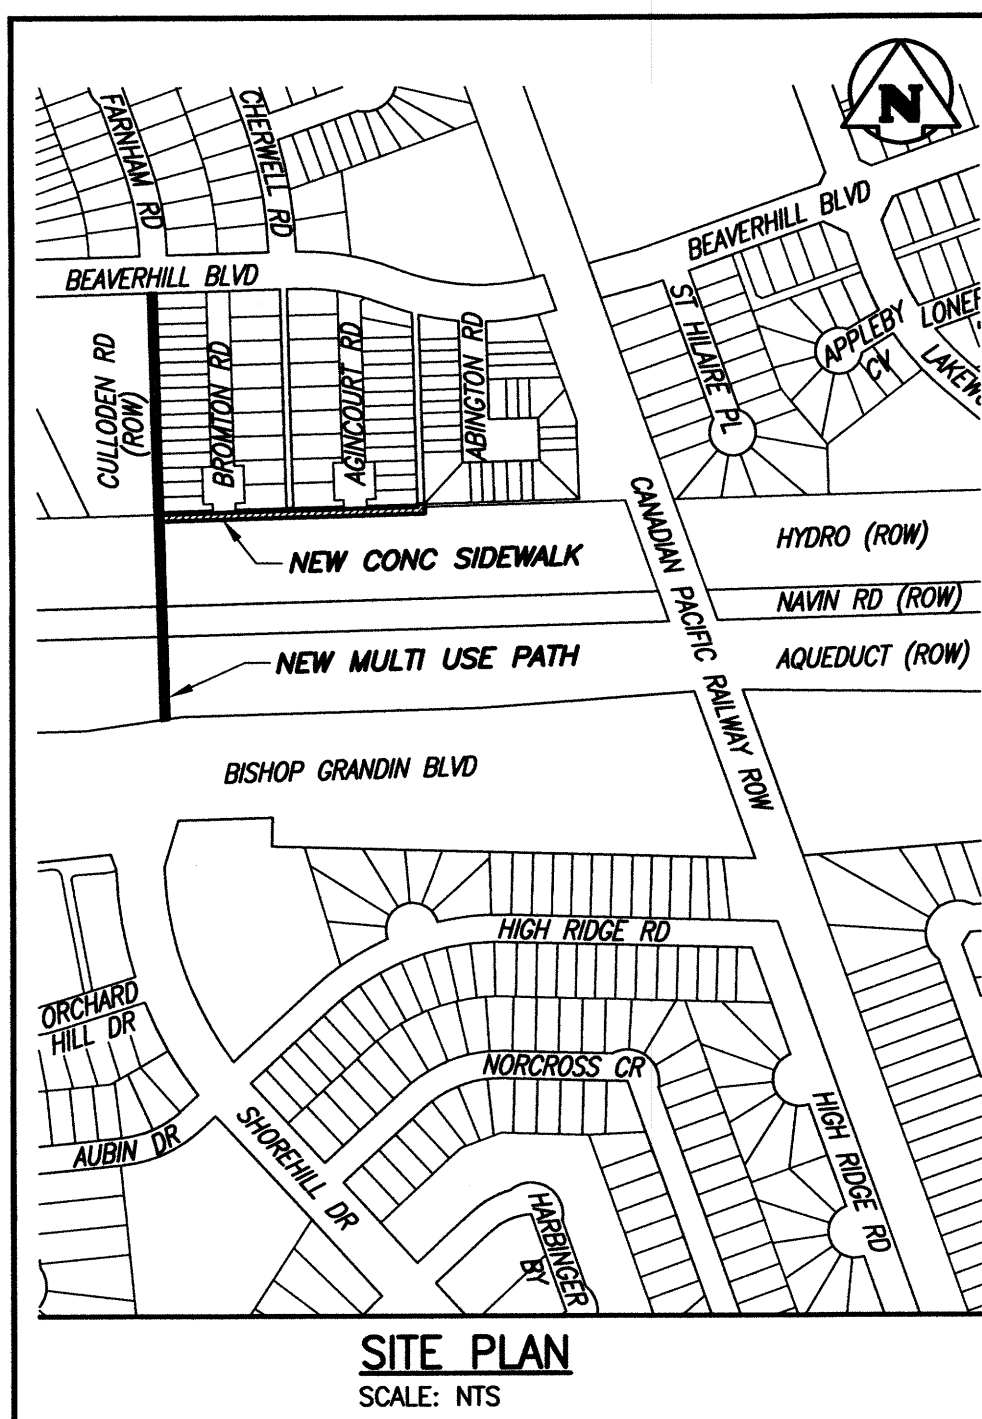 N
FARNHAM RD
CHERWELL RD
BEAVERHILL BLVD
BEAVERHILL BLVD
ST HILAIRE PL
APPLEBY
CV
CULLODEN RD
(ROW)
BROMTON RD
AGINCOURT RD
ABINGTON RD
CANADIAN PACIFIC RAILWAY ROW
HYDRO (ROW)
NEW CONC SIDEWALK
NAVIN RD (ROW)
NEW MULTI USE PATH
AQUEDUCT (ROW)
BISHOP GRANDIN BLVD
HIGH RIDGE RD
ORCHARD
HILL DR
NORCROSS CR
AUBIN DR
SHOREHILL DR
HIGH RIDGE RD
HARBINGER
BY
SITE PLAN
SCALE: NTS